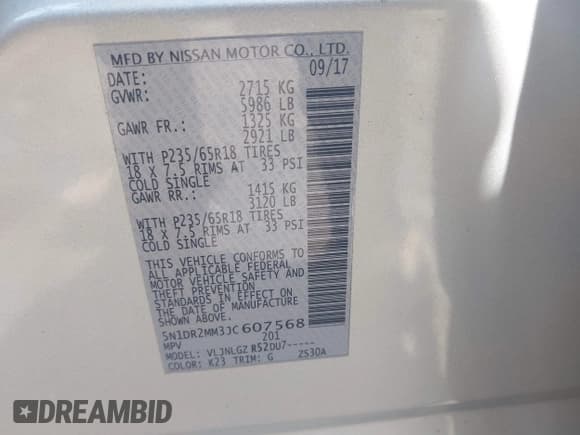 MFD BY NISSAN MOTOR CO., LTD.
DATE: 09/17
GVWR: 2715 KG
5986 LB
GAWR FR.: 1325 KG
2921 LB
WITH P235/65R18 TIRES
18 X 7.5 RIMS AT 33 PSI
COLD SINGLE
GAWR RR.: 1415 KG
3120 LB
WITH P235/65R18 TIRES
18 X 7.5 RIMS AT 33 PSI
COLD SINGLE
THIS VEHICLE CONFORMS TO
ALL APPLICABLE FEDERAL
MOTOR VEHICLE SAFETY AND
THEFT PREVENTION
STANDARDS IN EFFECT ON
THE DATE OF MANUFACTURE
SHOWN ABOVE.
5N1DR2MM3JC607568
MPV 201
MODEL: VLJNLGZ R52DU7-----
COLOR: K23 TRIM: G ZS30A
DREAMBID